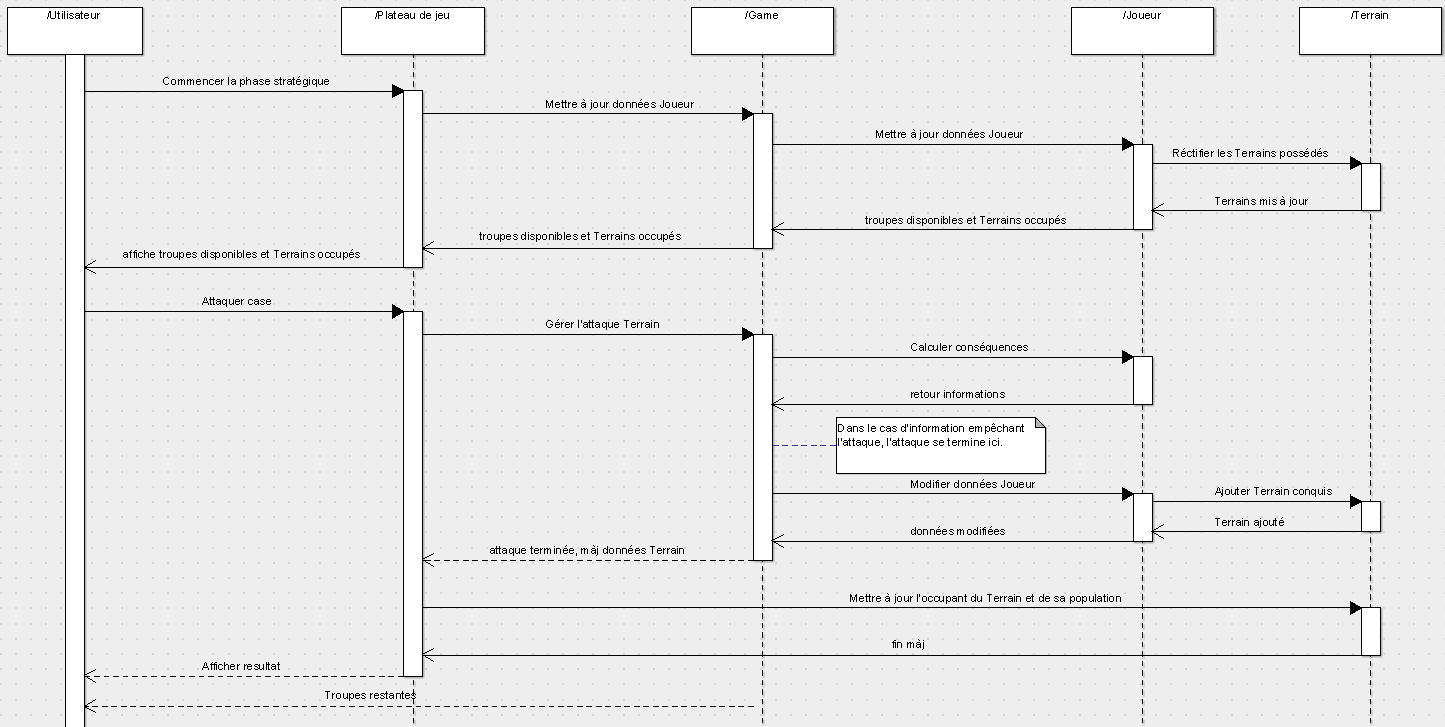 /Utilisateur
/Plateau de jeu
/Game
/Joueur
/Terrain
Commencer la phase stratégique
Mettre à jour données Joueur
Mettre à jour données Joueur
Réctifier les Terrains possédés
Terrains mis à jour
troupes disponibles et Terrains occupés
troupes disponibles et Terrains occupés
affiche troupes disponibles et Terrains occupés
Attaquer case
Gérer l'attaque Terrain
Calculer conséquences
retour informations
Dans le cas d'information empêchant
l'attaque, l'attaque se termine ici.
Modifier données Joueur
Ajouter Terrain conquis
Terrain ajouté
données modifiées
attaque terminée, màj données Terrain
Mettre à jour l'occupant du Terrain et de sa population
fin màj
Afficher resultat
Troupes restantes